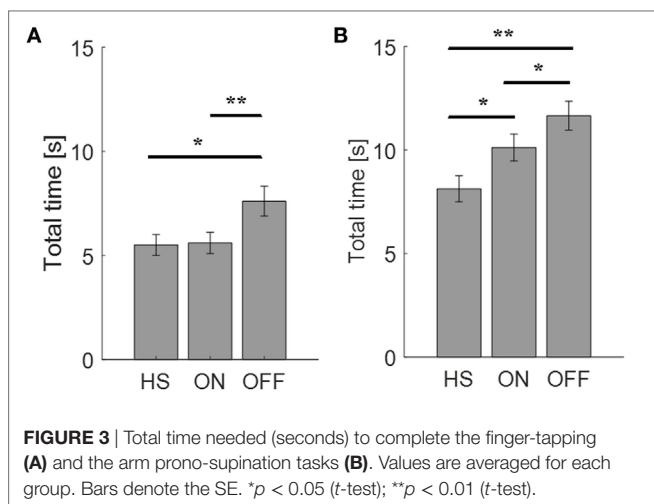 A
B
15
10
5
0
Total time [s]
*
**
HS ON OFF
15
10
5
0
Total time [s]
**
*
*
HS ON OFF
FIGURE 3 | Total time needed (seconds) to complete the finger-tapping
(A) and the arm prono-supination tasks (B). Values are averaged for each
group. Bars denote the SE. *p < 0.05 (t-test); **p < 0.01 (t-test).